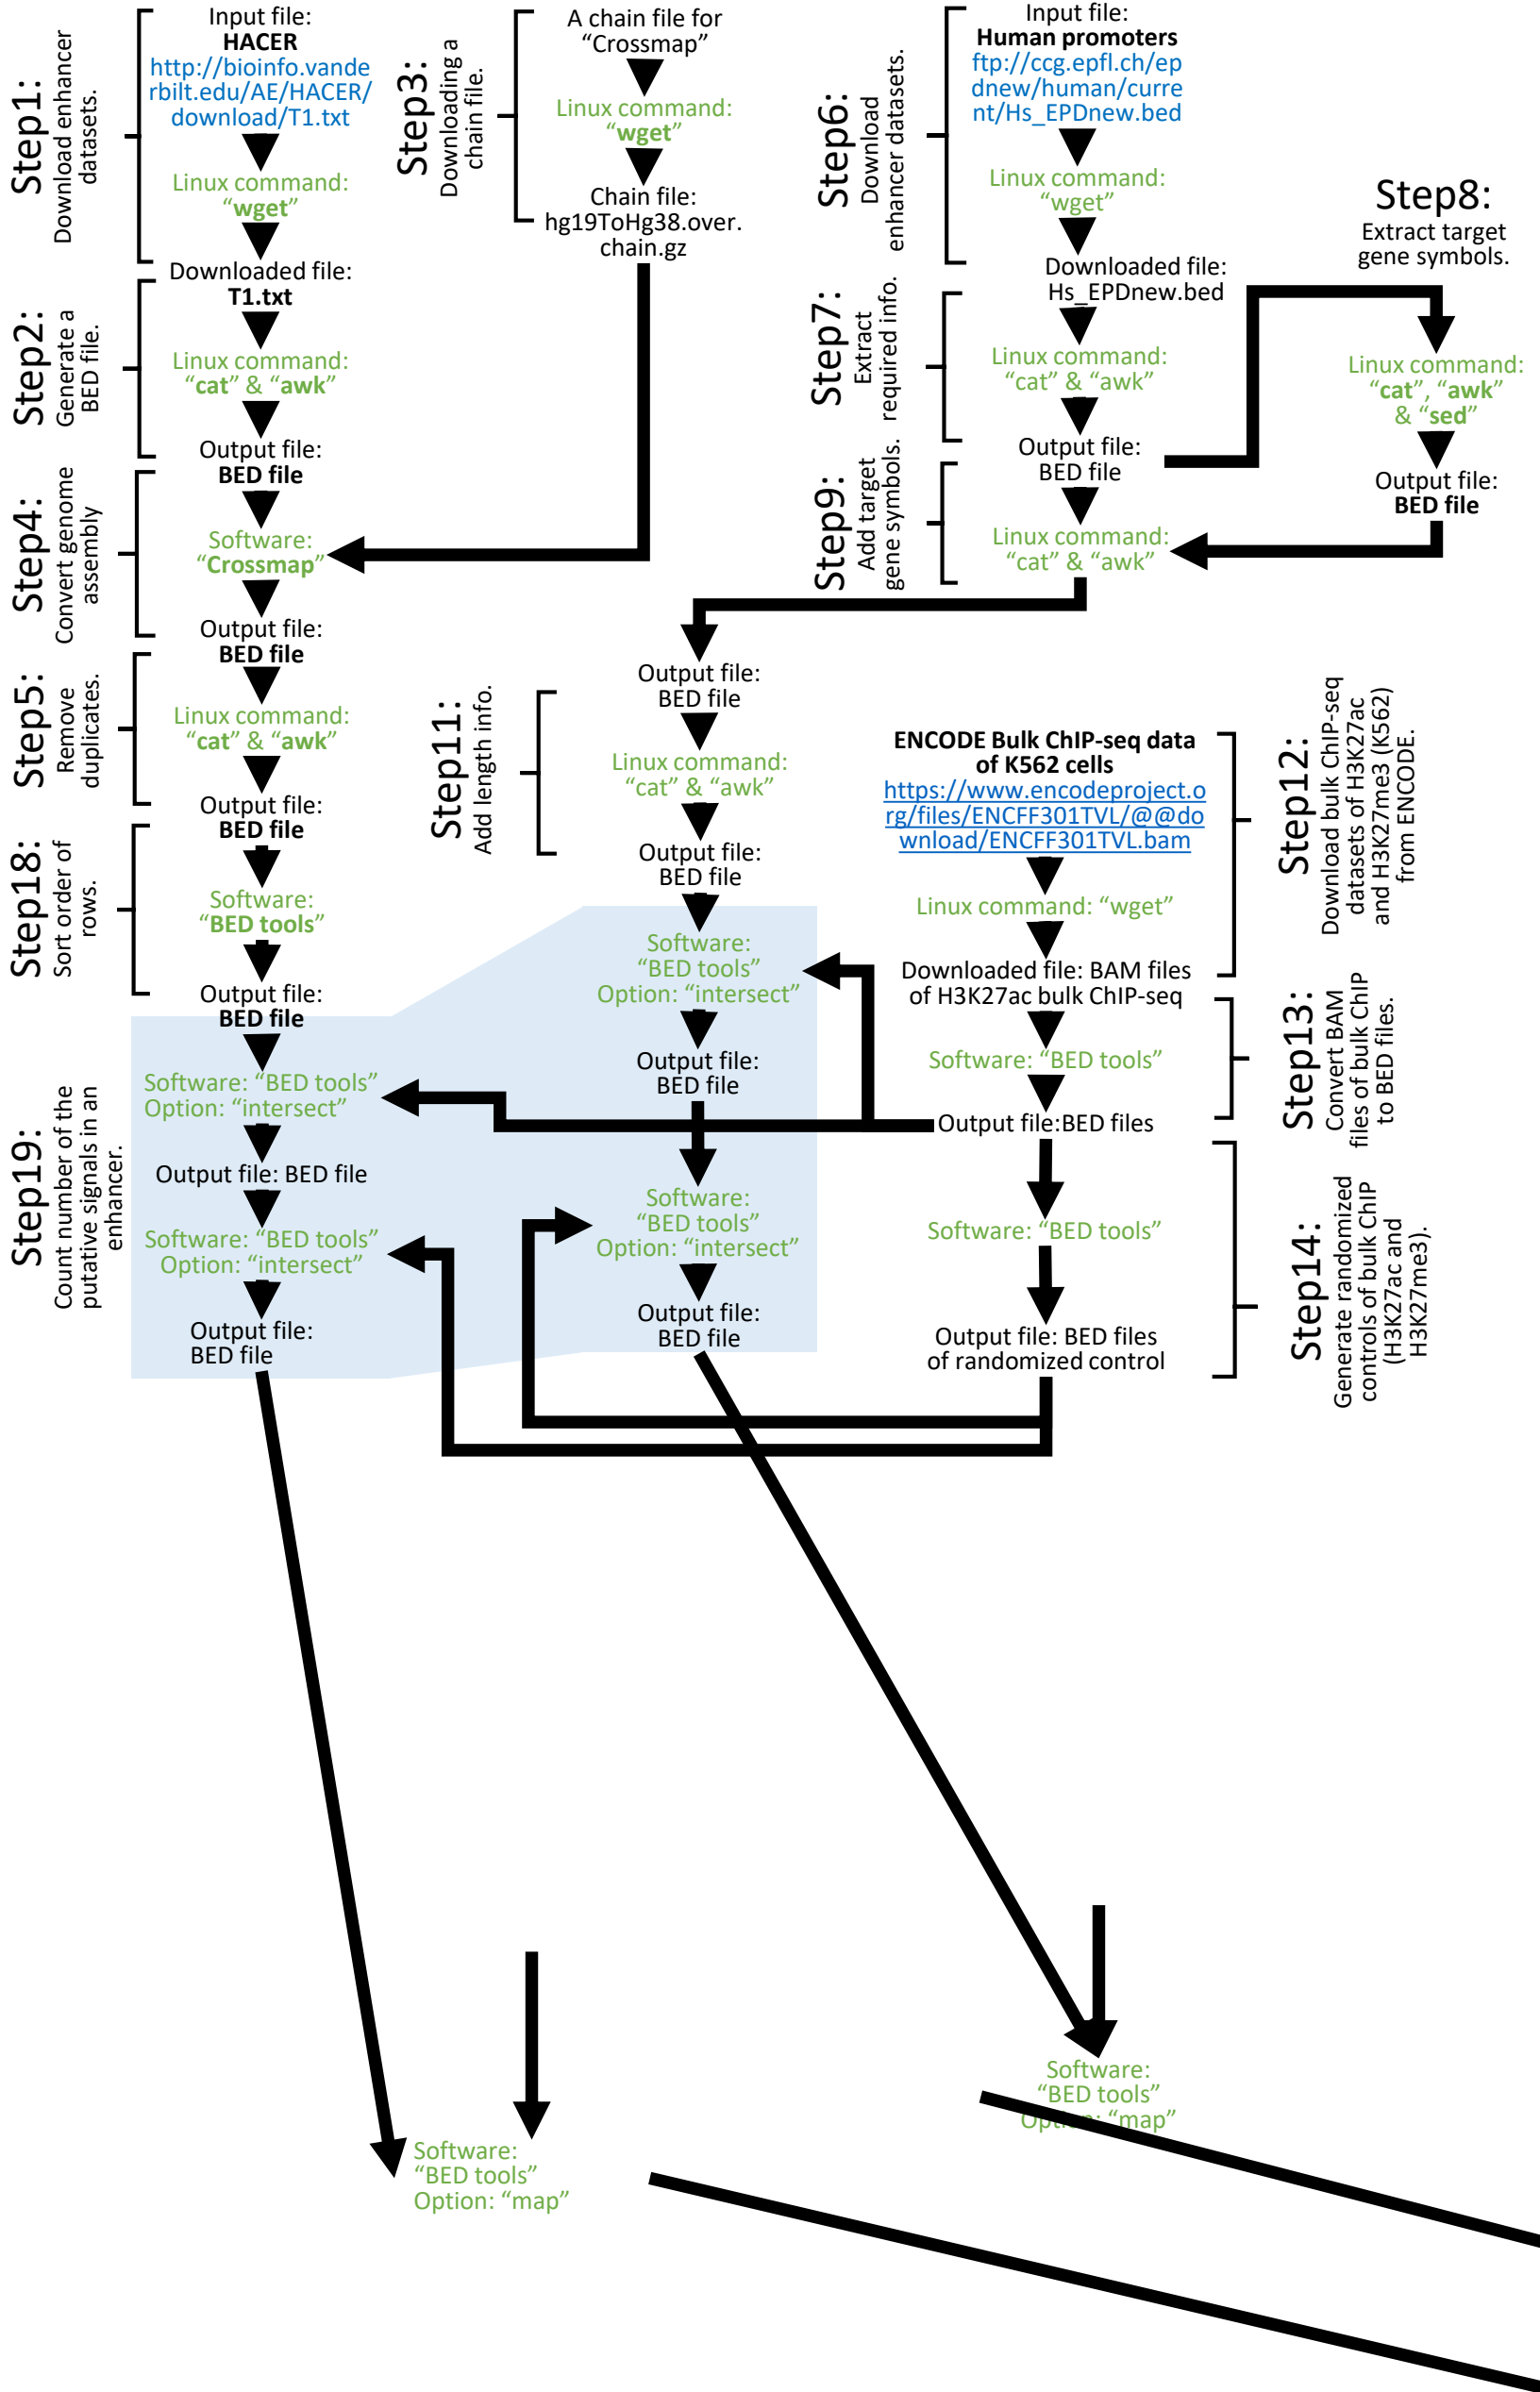 Step1:
Download enhancer
datasets.
Input file:
HACER
http://bioinfo.vande
rbilt.edu/AE/HACER/
download/T1.txt
Linux command:
“wget”
Downloaded file:
T1.txt
Step2:
Generate a
BED file.
Linux command:
“cat” & “awk”
Output file:
BED file
Step3:
Downloading a
chain file.
A chain file for
“Crossmap”
Linux command:
“wget”
Chain file:
hg19ToHg38.over.
chain.gz
Step4:
Convert genome
assembly
Software:
“Crossmap”
Output file:
BED file
Step5:
Remove
duplicates.
Linux command:
“cat” & “awk”
Output file:
BED file
Step18:
Sort order of
rows.
Software:
“BED tools”
Output file:
BED file
Step19:
Count number of the
putative signals in an
enhancer.
Software: “BED tools”
Option: “intersect”
Output file: BED file
Software: “BED tools”
Option: “intersect”
Output file:
BED file
Step6:
Download
enhancer datasets.
Input file:
Human promoters
ftp://ccg.epfl.ch/ep
dnew/human/curre
nt/Hs_EPDnew.bed
Linux command:
“wget”
Downloaded file:
Hs_EPDnew.bed
Step7:
Extract
required info.
Linux command:
“cat” & “awk”
Output file:
BED file
Step8:
Extract target
gene symbols.
Linux command:
“cat”, “awk”
& “sed”
Output file:
BED file
Step9:
Add target
gene symbols.
Linux command:
“cat” & “awk”
Output file:
BED file
Step11:
Add length info.
Linux command:
“cat” & “awk”
Output file:
BED file
Software:
“BED tools”
Option: “intersect”
Output file:
BED file
Software:
“BED tools”
Option: “intersect”
Output file:
BED file
ENCODE Bulk ChIP-seq data
of K562 cells
https://www.encodeproject.o
rg/files/ENCFF301TVL/@@do
wnload/ENCFF301TVL.bam
Linux command: “wget”
Downloaded file: BAM files
of H3K27ac bulk ChIP-seq
Step12:
Download bulk ChIP-seq
datasets of H3K27ac
and H3K27me3 (K562)
from ENCODE.
Software: “BED tools”
Output file:BED files
Step13:
Convert BAM
files of bulk ChIP
to BED files.
Software: “BED tools”
Output file: BED files
of randomized control
Step14:
Generate randomized
controls of bulk ChIP
(H3K27ac and
H3K27me3).
Software:
“BED tools”
Option: “map”
Software:
“BED tools”
Option: “map”